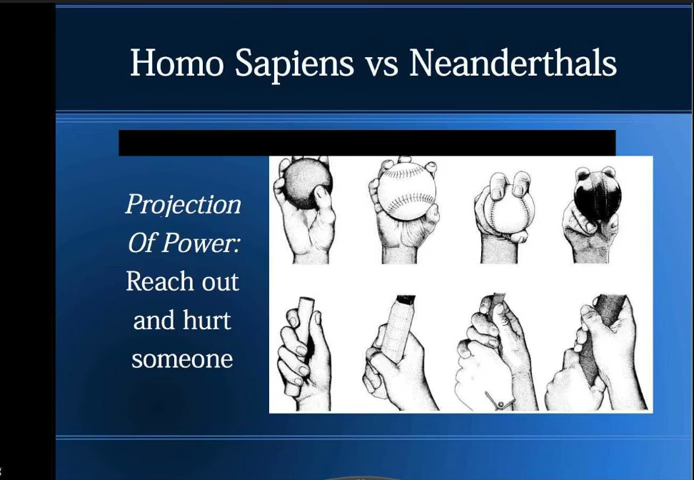 Homo Sapiens vs Neanderthals
Projection
Of Power:
Reach out
and hurt
someone